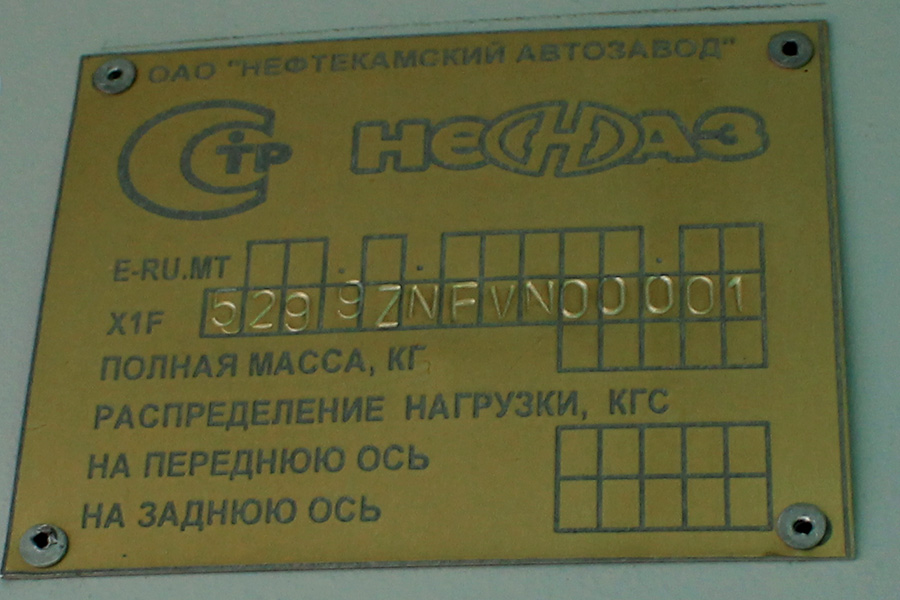 ОАО "НЕФТЕКАМСКИЙ АВТОЗАВОД"
СТР НефАЗ
E-RU.MT
X1F 5299ZNFVN00001
ПОЛНАЯ МАССА, КГ
РАСПРЕДЕЛЕНИЕ НАГРУЗКИ, КГС
НА ПЕРЕДНЮЮ ОСЬ
НА ЗАДНЮЮ ОСЬ